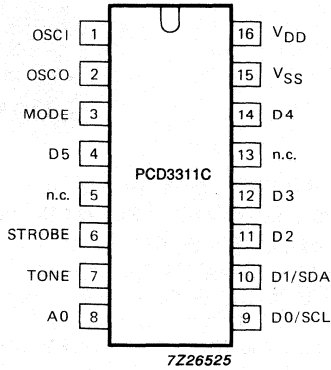 OSCI 1 16 VDD
OSCO 2 15 VSS
MODE 3 14 D4
D5 4 13 n.c.
PCD3311C
n.c. 5 12 D3
STROBE 6 11 D2
TONE 7 10 D1/SDA
A0 8 9 D0/SCL
7Z26525